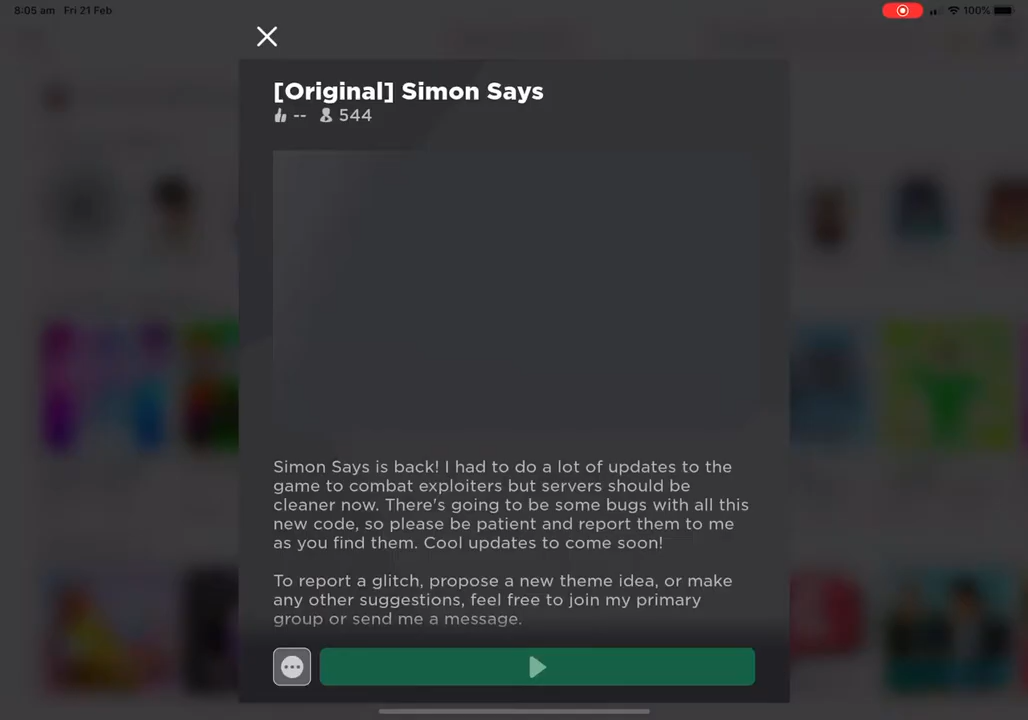 8:05 am Fri 21 Feb
100%
[Original] Simon Says
-- 544
Simon Says is back! I had to do a lot of updates to the
game to combat exploiters but servers should be
cleaner now. There's going to be some bugs with all this
new code, so please be patient and report them to me
as you find them. Cool updates to come soon!
To report a glitch, propose a new theme idea, or make
any other suggestions, feel free to join my primary
group or send me a message.